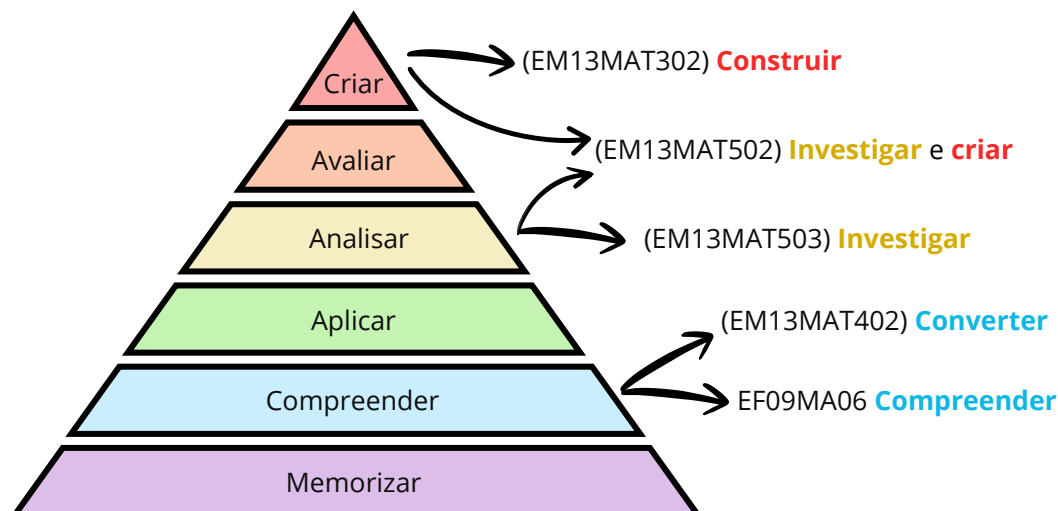 Criar
(EM13MAT302) Construir
Avaliar
(EM13MAT502) Investigar e criar
Analisar
(EM13MAT503) Investigar
Aplicar
(EM13MAT402) Converter
Compreender
EF09MA06 Compreender
Memorizar